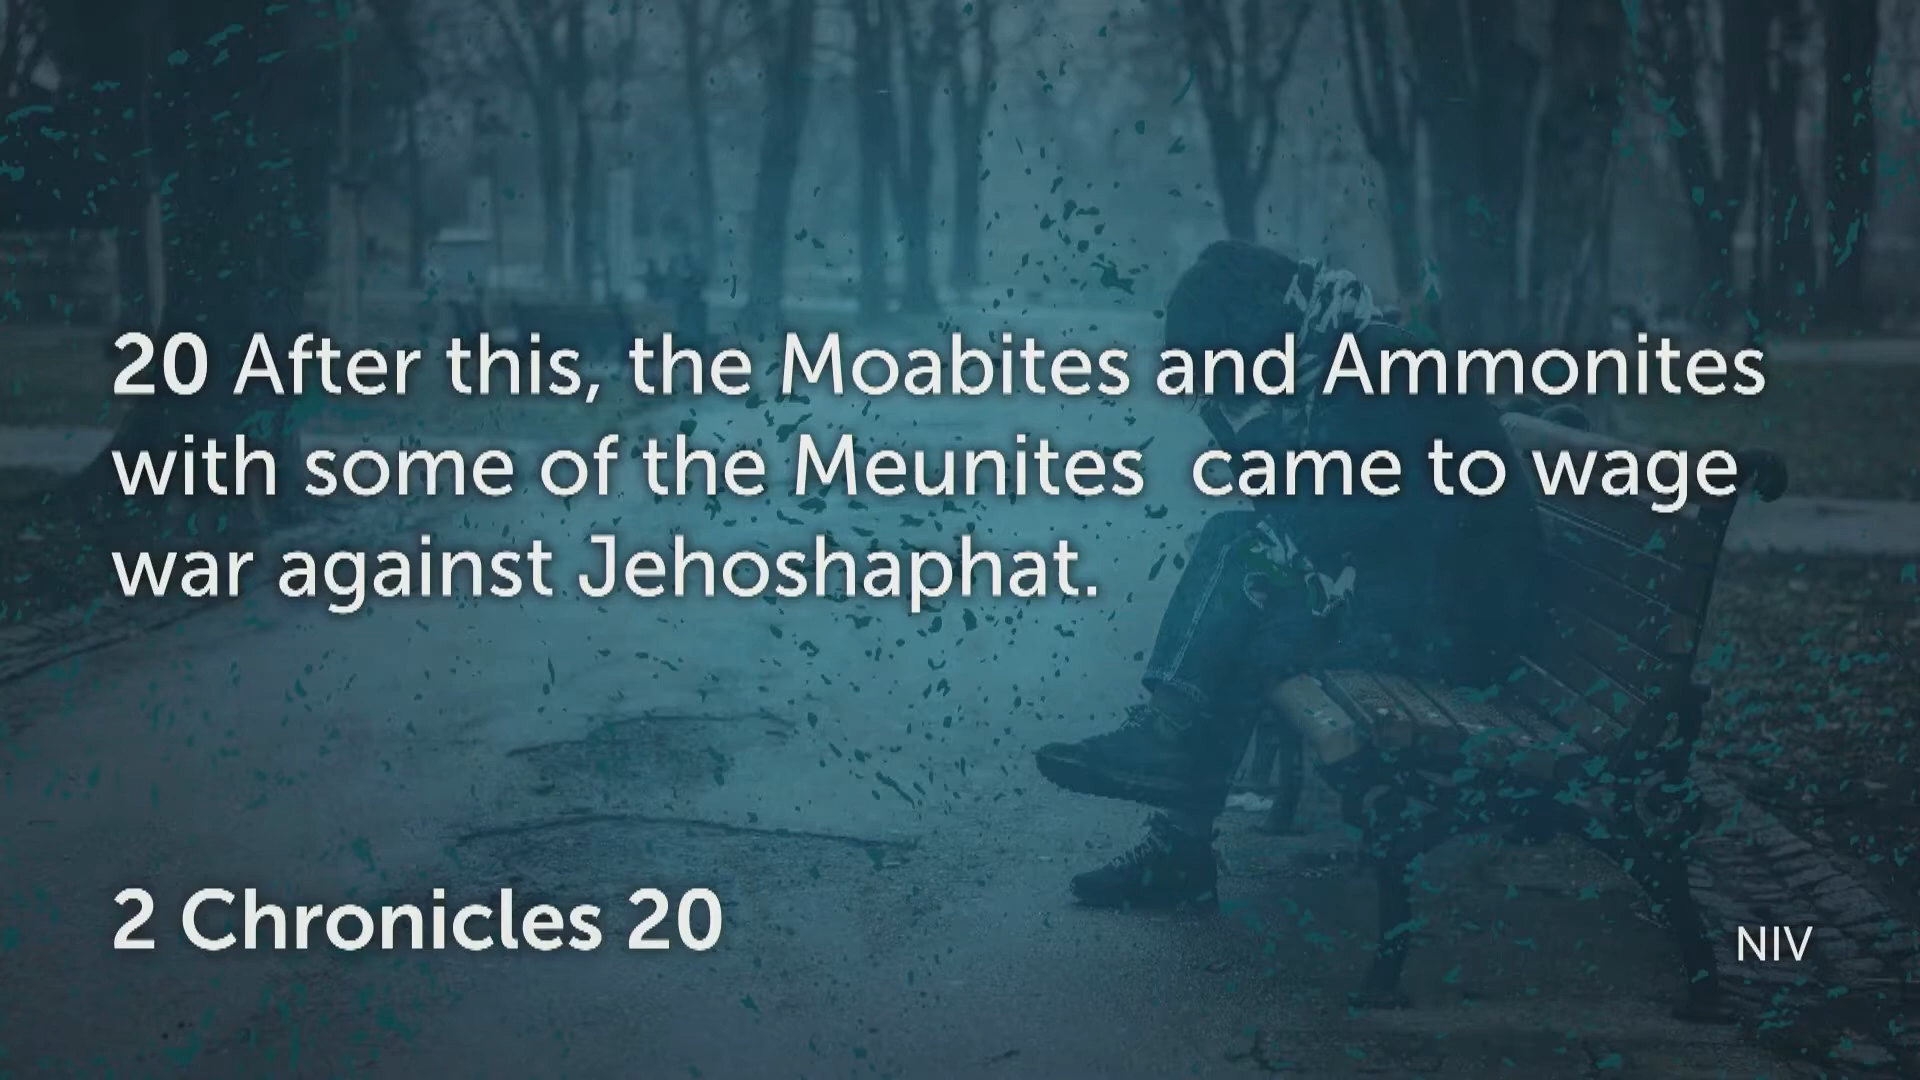 20 After this, the Moabites and Ammonites
with some of the Meunites  came to wage
war against Jehoshaphat.
2 Chronicles 20
NIV